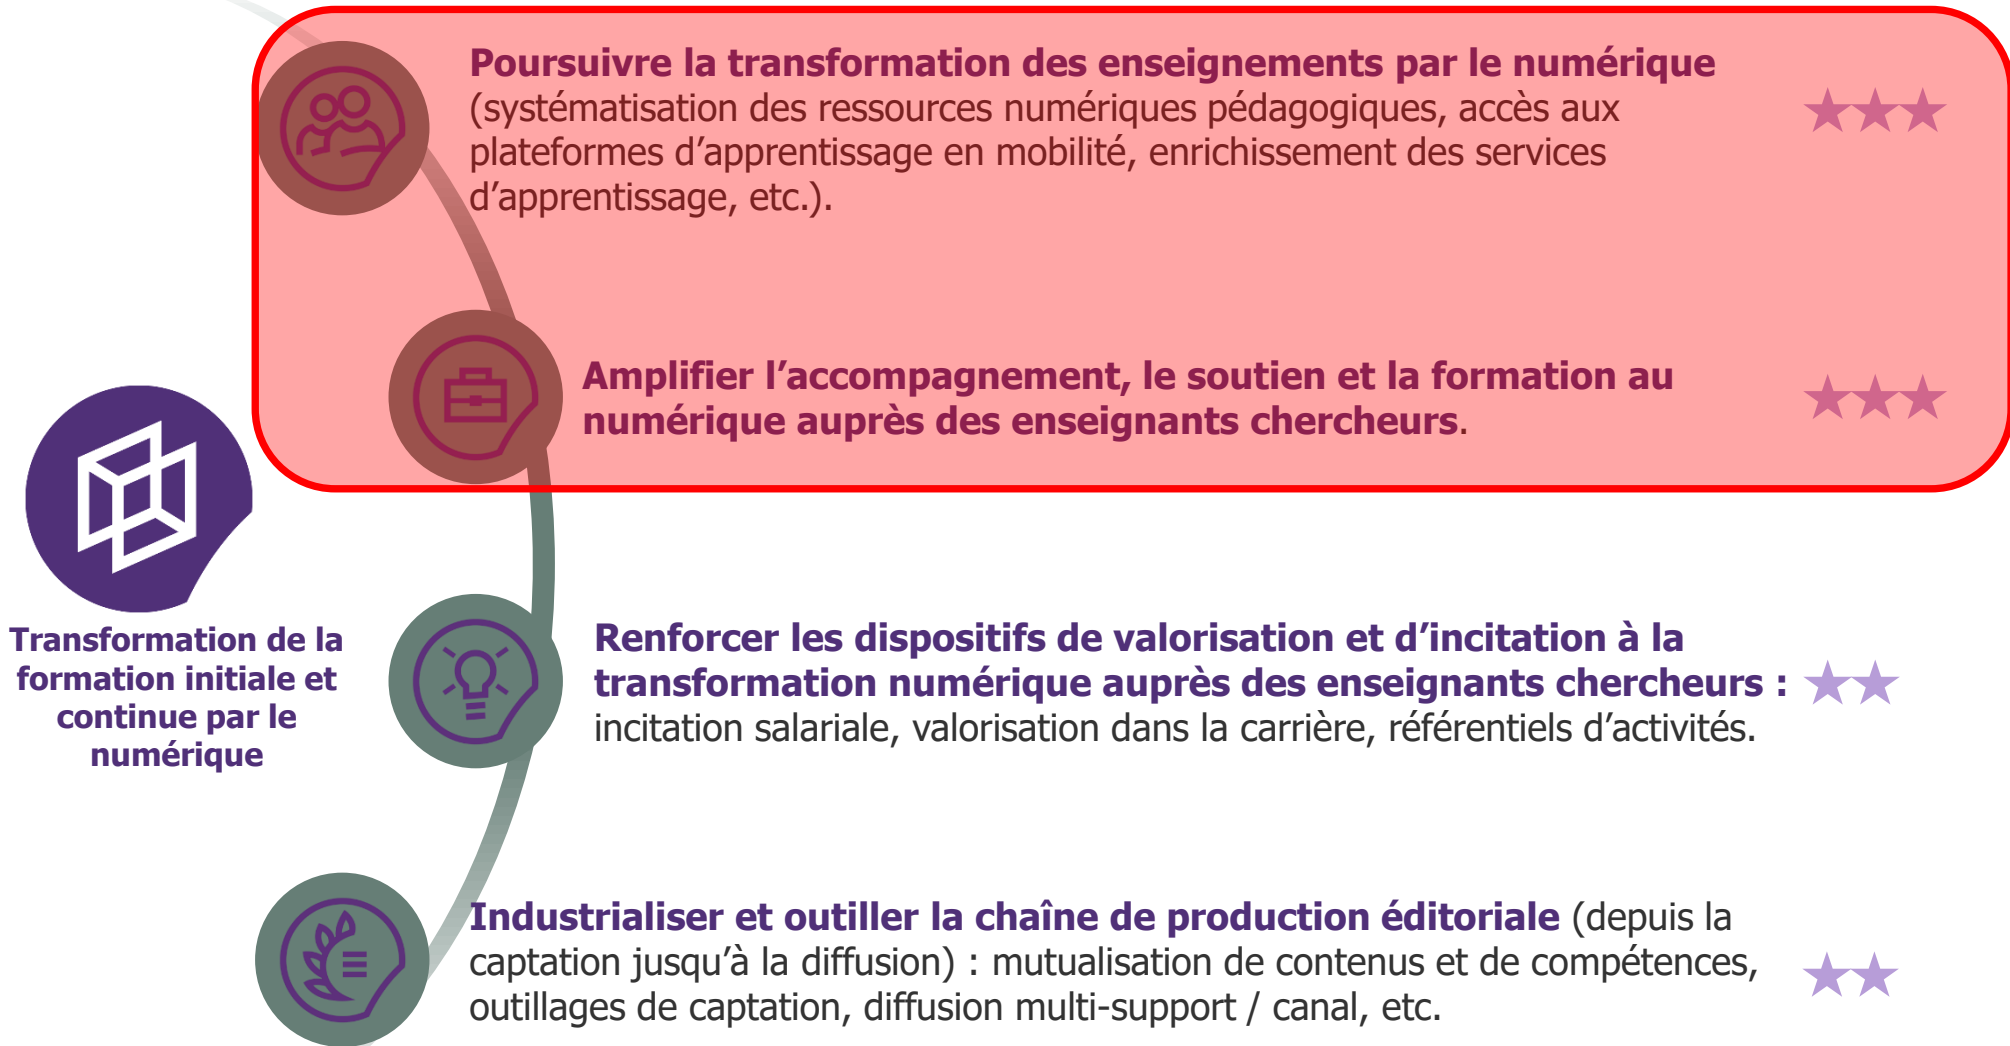 Poursuivre la transformation des enseignements par le numérique
(systématisation des ressources numériques pédagogiques, accès aux
plateformes d’apprentissage en mobilité, enrichissement des services
d’apprentissage, etc.).
Amplifier l’accompagnement, le soutien et la formation au
numérique auprès des enseignants chercheurs.
Transformation de la
formation initiale et
continue par le
numérique
Renforcer les dispositifs de valorisation et d’incitation à la
transformation numérique auprès des enseignants chercheurs :
incitation salariale, valorisation dans la carrière, référentiels d’activités.
Industrialiser et outiller la chaîne de production éditoriale (depuis la
captation jusqu’à la diffusion) : mutualisation de contenus et de compétences,
outillages de captation, diffusion multi-support / canal, etc.